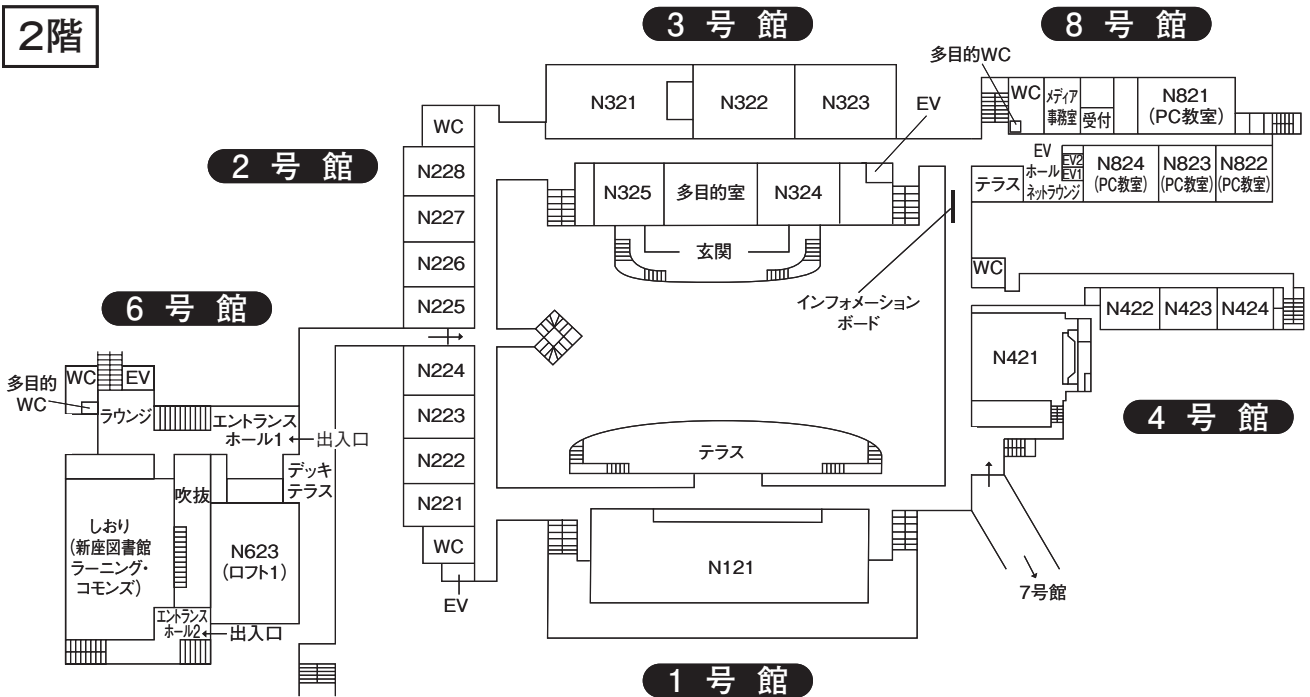 2階
3 号 館
8 号 館
多目的WC
N321
N322
N323
EV
WC
メディア
事務室
受付
N821
(PC教室)
WC
2 号 館
N228
N227
N226
N225
N224
N223
N222
N221
WC
EV
N325
多目的室
N324
玄関
インフォメーション
ボード
テラス
EV
ホール
ネットラウンジ
EV2
EV1
N824
(PC教室)
N823
(PC教室)
N822
(PC教室)
WC
N422
N423
N424
N421
4 号 館
6 号 館
多目的
WC
WC
EV
ラウンジ
エントランス
ホール1
出入口
デッキ
テラス
吹抜
しおり
(新座図書館
ラーニング・
コモンズ)
N623
(ロフト1)
エントランス
ホール2
出入口
テラス
N121
7号館
1 号 館